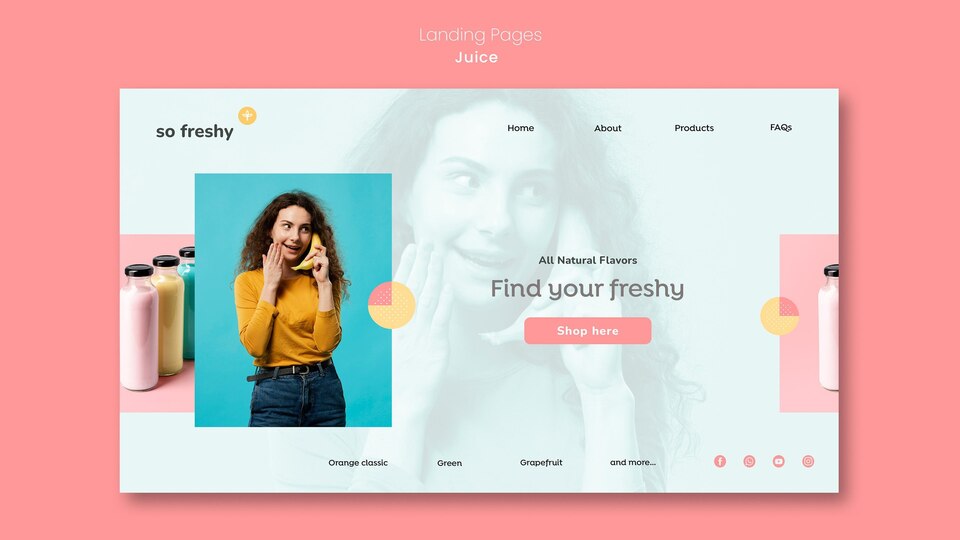 Landing Pages
Juice
so freshy
Home About Products FAQs
All Natural Flavors
Find your freshy
Shop here
Orange classic Green Grapefruit and more...